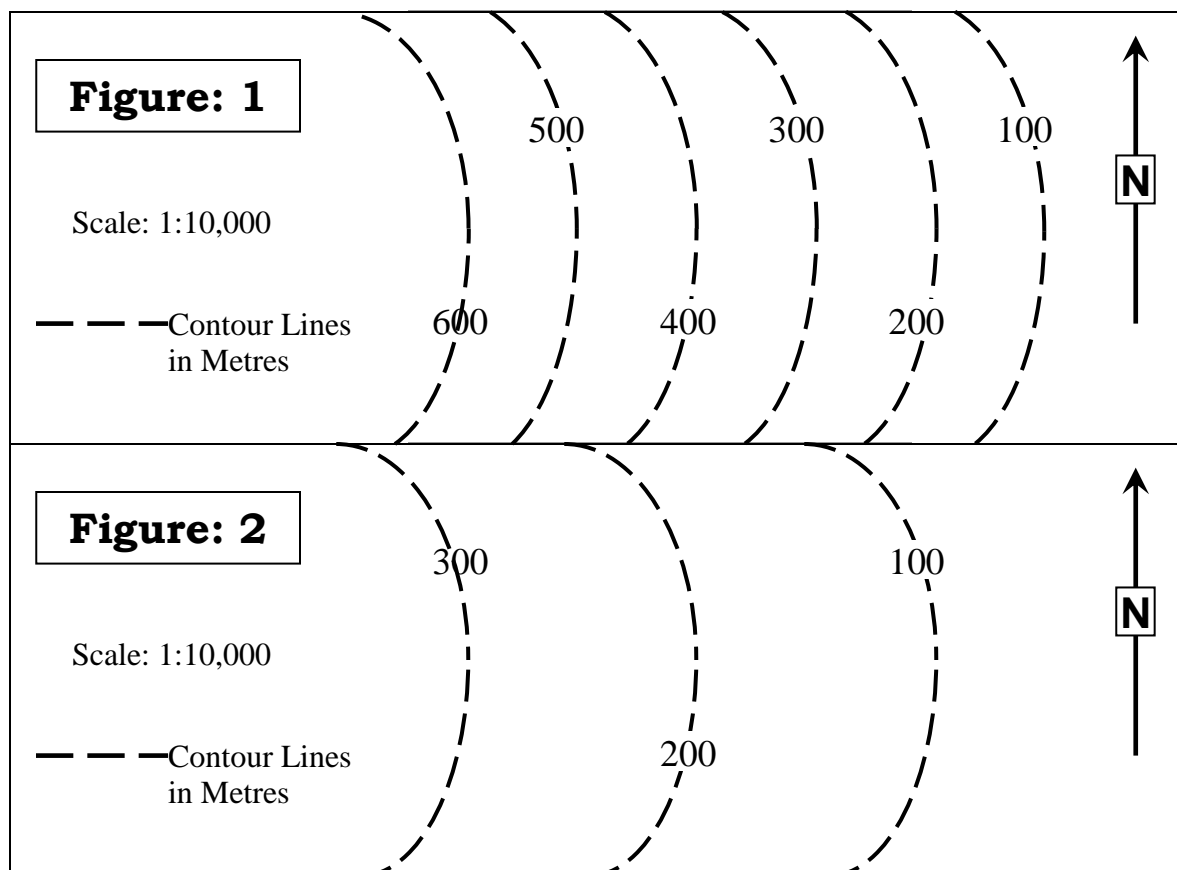 Figure: 1
500
300
100
N
Scale: 1:10,000
600
400
200
Contour Lines
in Metres
Figure: 2
300
100
N
Scale: 1:10,000
200
Contour Lines
in Metres